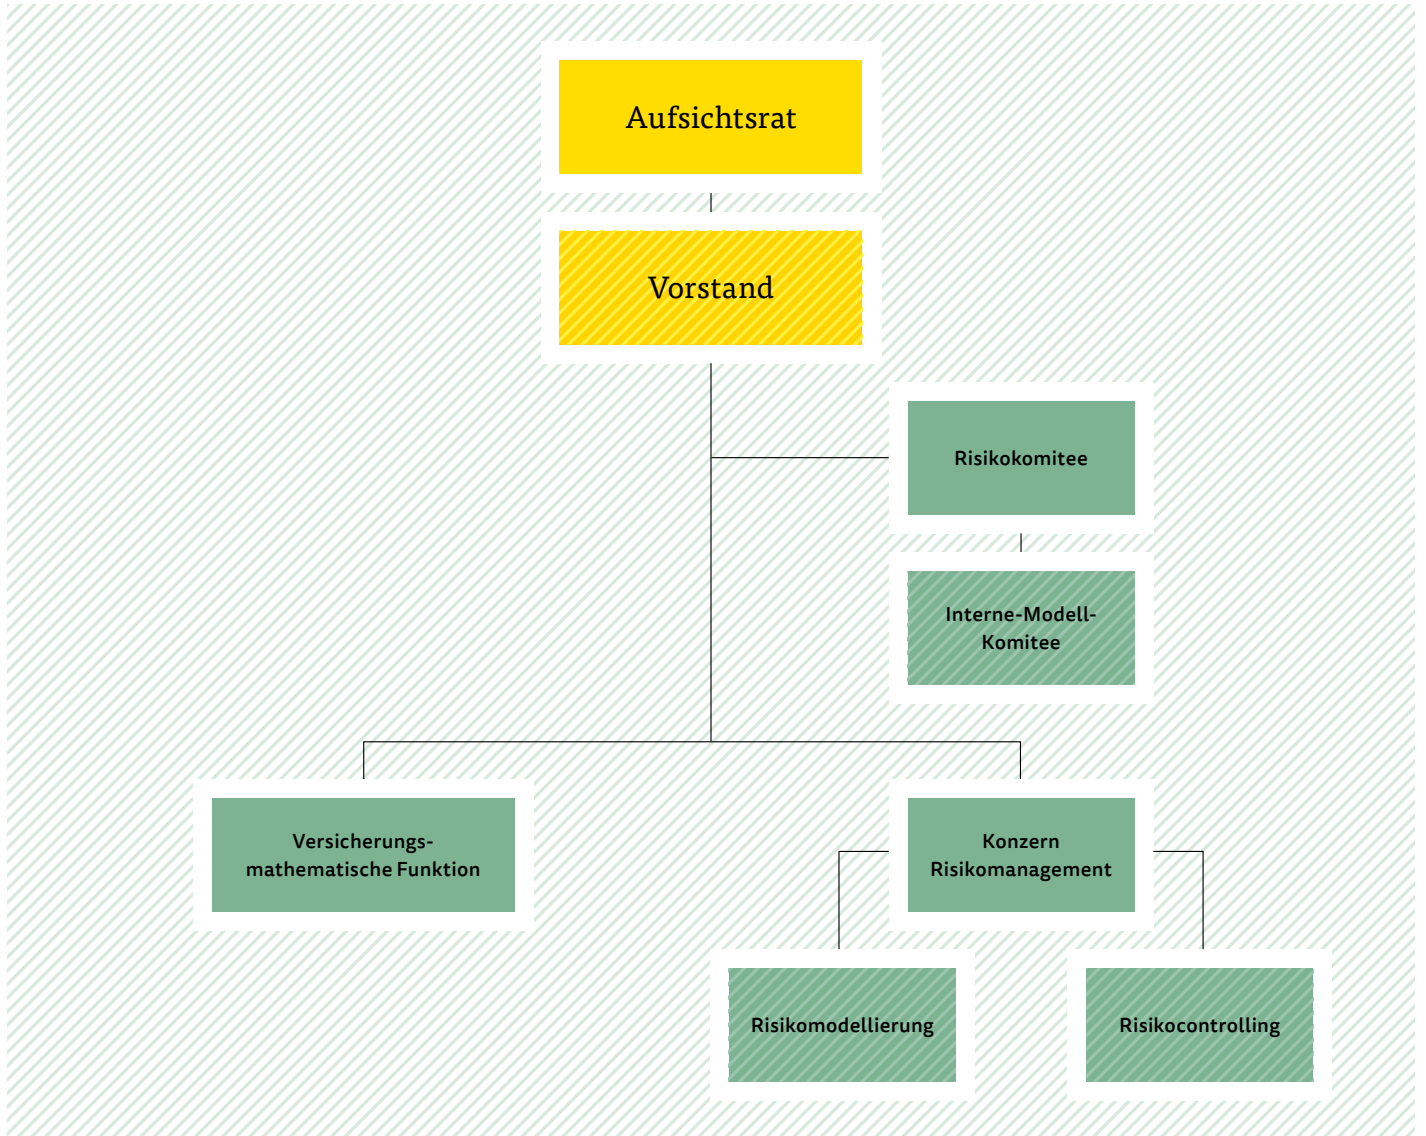 Aufsichtsrat
Vorstand
Risikokomitee
Interne-Modell-
Komitee
Versicherungs-
mathematische Funktion
Konzern
Risikomanagement
Risikomodellierung
Risikocontrolling